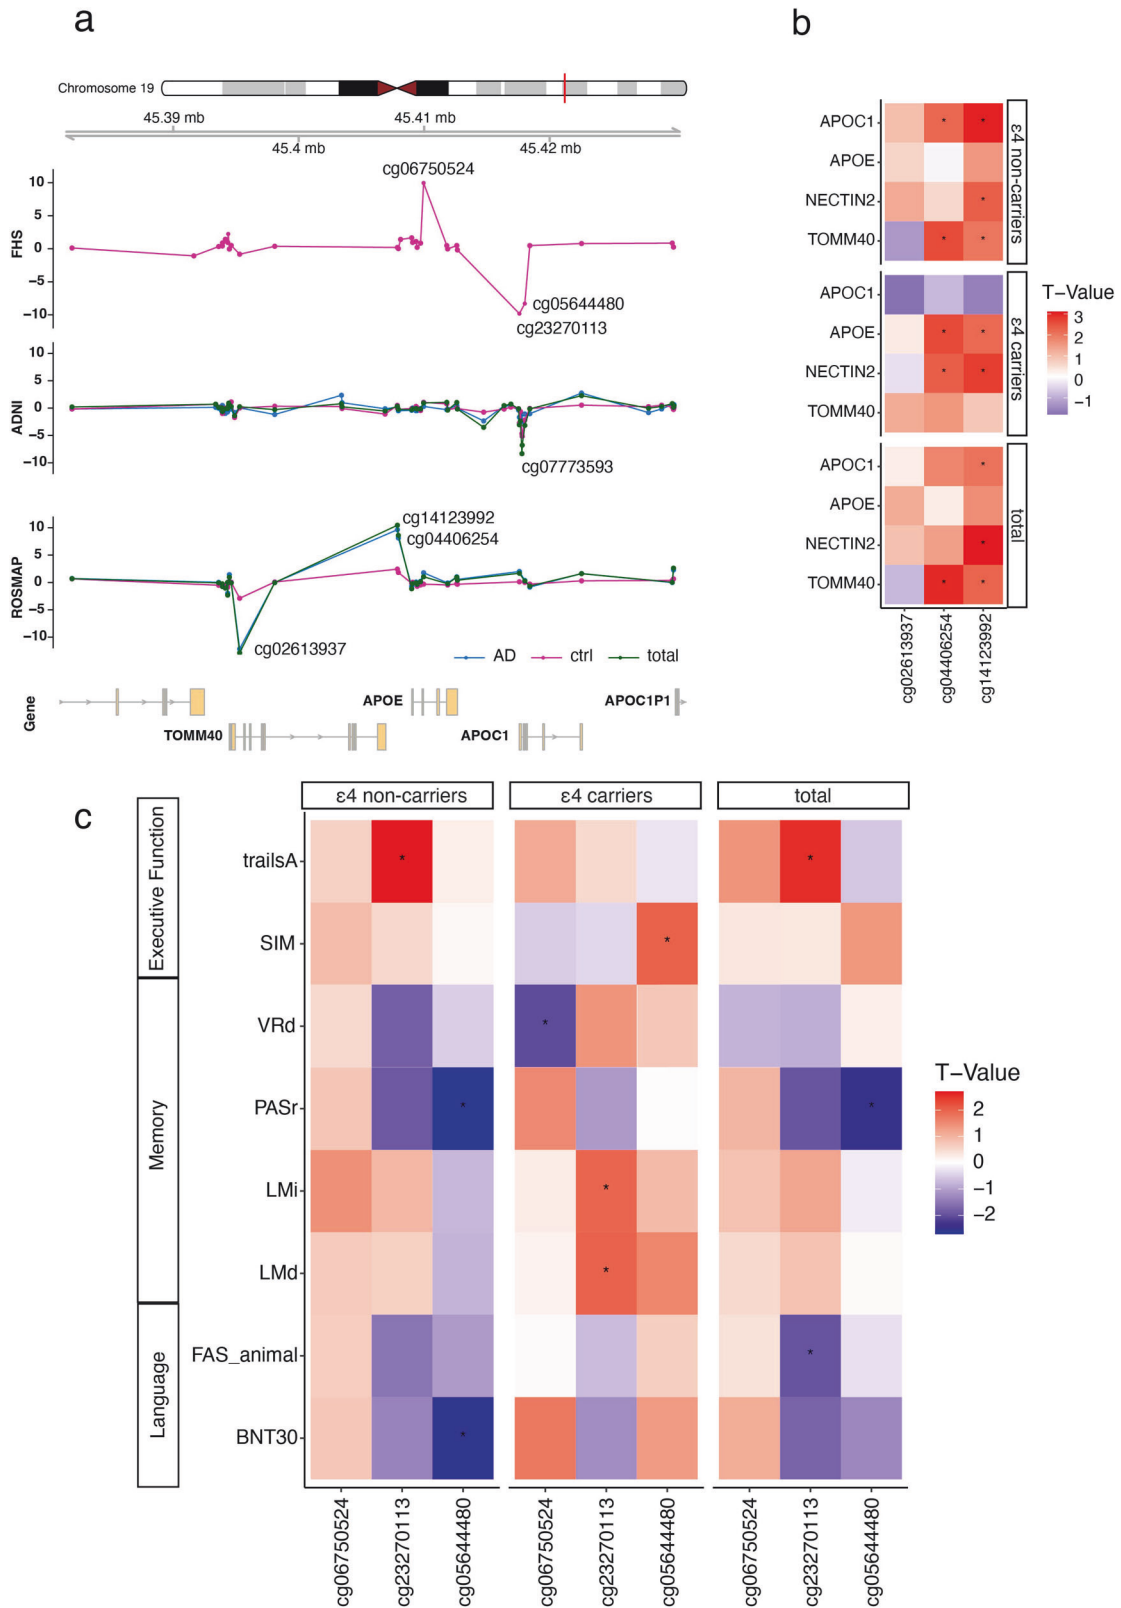 a
Chromosome 19
45.39 mb
45.41 mb
45.4 mb
45.42 mb
FHS
10
5
0
−5
−10
cg06750524
cg05644480
cg23270113
ADNI
10
5
0
−5
−10
cg07773593
ROSMAP
10
5
0
−5
−10
cg14123992
cg04406254
cg02613937
AD
ctrl
total
Gene
APOE
APOC1P1
TOMM40
APOC1
b
APOC1
APOE
NECTIN2
TOMM40
ε4 non-carriers
APOC1
APOE
NECTIN2
TOMM40
ε4 carriers
APOC1
APOE
NECTIN2
TOMM40
total
cg02613937
cg04406254
cg14123992
T−Value
3
2
1
0
−1
c
ε4 non-carriers
ε4 carriers
total
Executive Function
Memory
Language
trailsA
SIM
VRd
PASr
LMi
LMd
FAS_animal
BNT30
cg06750524
cg23270113
cg05644480
cg06750524
cg23270113
cg05644480
cg06750524
cg23270113
cg05644480
T−Value
2
1
0
−1
−2